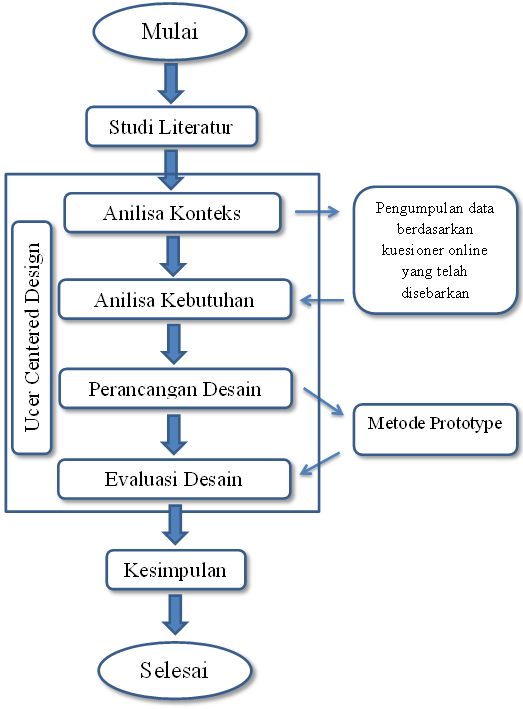 Mulai
Studi Literatur
Anilisa Konteks
Pengumpulan data
berdasarkan
kuesioner online
yang telah
disebarkan
Ucer Centered Design
Anilisa Kebutuhan
Perancangan Desain
Metode Prototype
Evaluasi Desain
Kesimpulan
Selesai